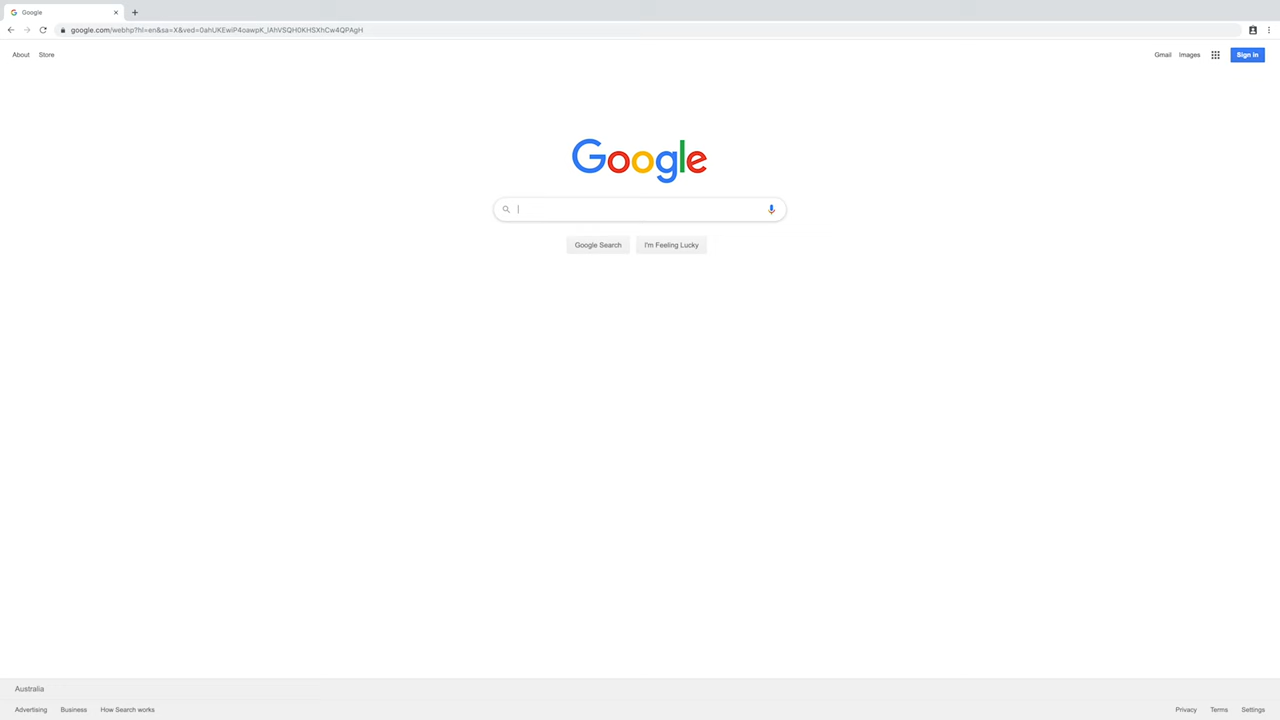 Google
google.com/webhp?hl=en&sa=X&ved=0ahUKEwiP4oawpK_lAhVSQH0KHSXhCw4QPAgH
About Store
Gmail Images Sign in
Google
Google Search I'm Feeling Lucky
Australia
Advertising Business How Search works
Privacy Terms Settings